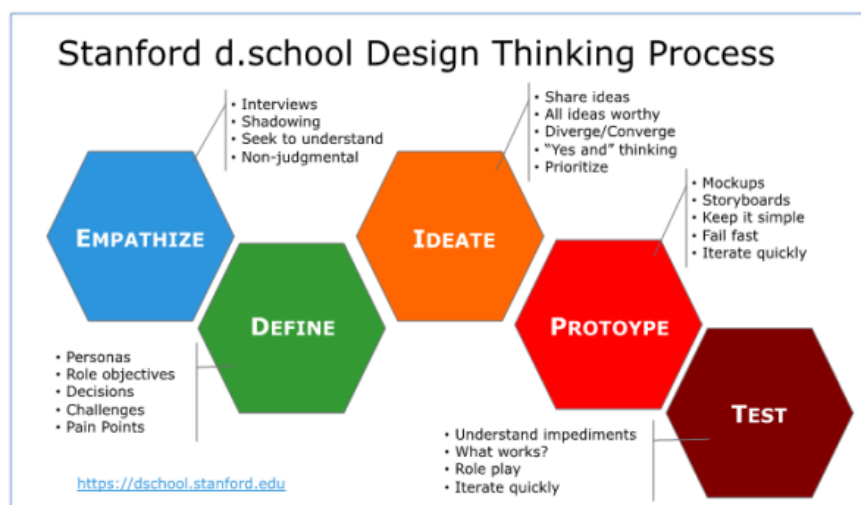 Stanford d.school Design Thinking Process
• Interviews
• Shadowing
• Seek to understand
• Non-judgmental
EMPATHIZE
• Personas
• Role objectives
• Decisions
• Challenges
• Pain Points
DEFINE
• Share ideas
• All ideas worthy
• Diverge/Converge
• "Yes and" thinking
• Prioritize
IDEATE
• Mockups
• Storyboards
• Keep it simple
• Fail fast
• Iterate quickly
PROTOYPE
• Understand impediments
• What works?
• Role play
• Iterate quickly
TEST
https://dschool.stanford.edu